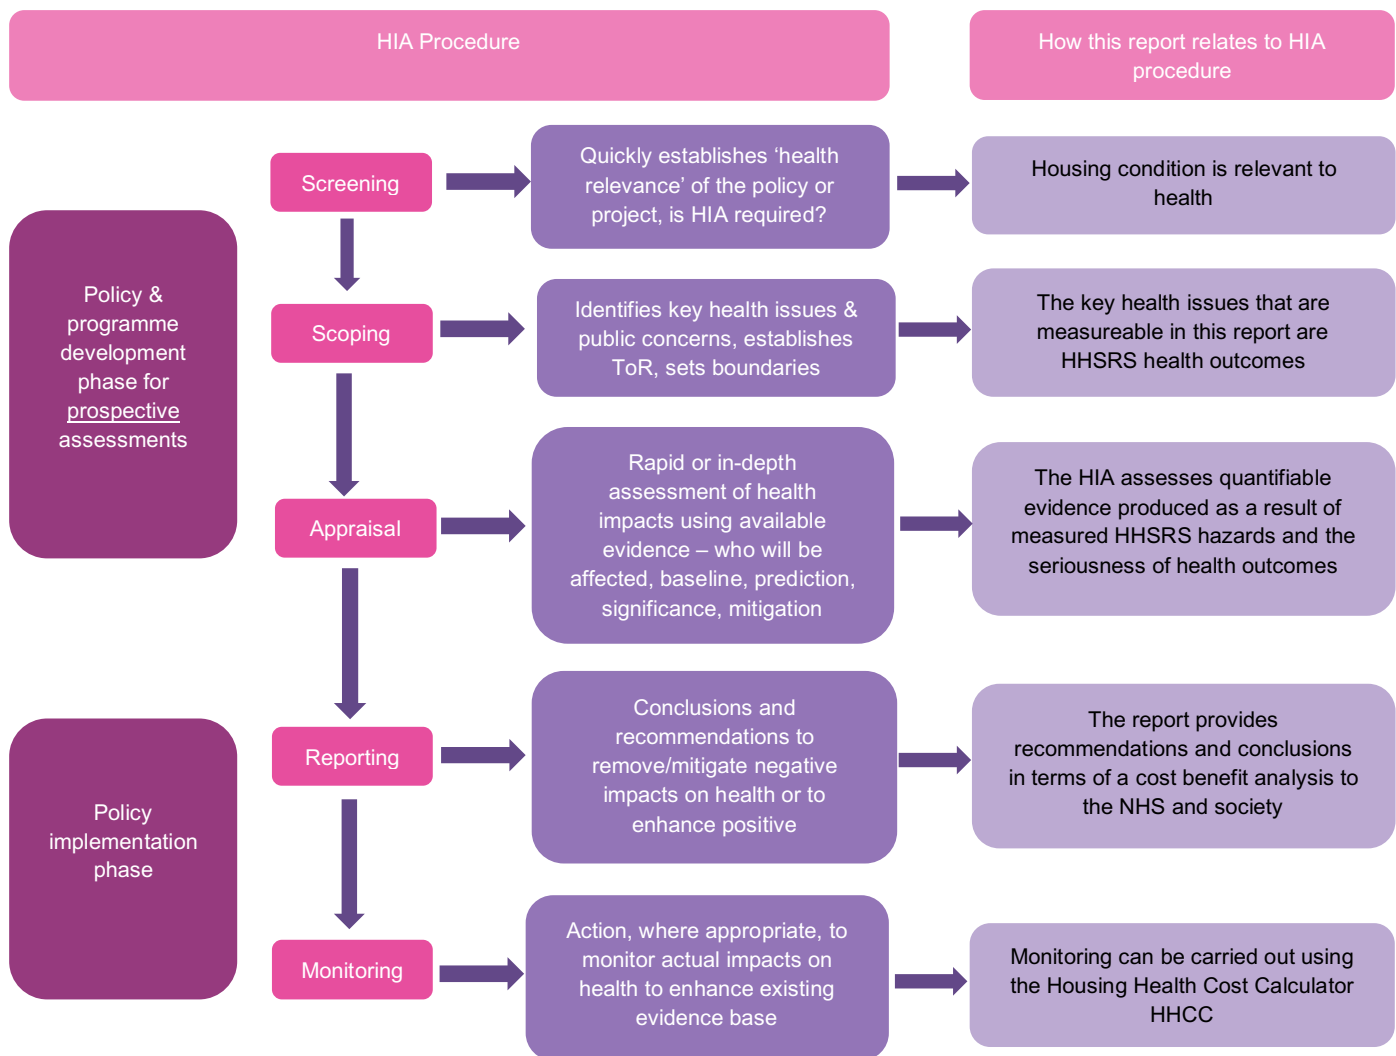 HIA Procedure
How this report relates to HIA
procedure
Policy &
programme
development
phase for
prospective
assessments
Screening
Quickly establishes ‘health
relevance’ of the policy or
project, is HIA required?
Housing condition is relevant to
health
Scoping
Identifies key health issues &
public concerns, establishes
ToR, sets boundaries
The key health issues that are
measureable in this report are
HHSRS health outcomes
Appraisal
Rapid or in-depth
assessment of health
impacts using available
evidence – who will be
affected, baseline, prediction,
significance, mitigation
The HIA assesses quantifiable
evidence produced as a result of
measured HHSRS hazards and the
seriousness of health outcomes
Policy
implementation
phase
Reporting
Conclusions and
recommendations to
remove/mitigate negative
impacts on health or to
enhance positive
The report provides
recommendations and conclusions
in terms of a cost benefit analysis to
the NHS and society
Monitoring
Action, where appropriate, to
monitor actual impacts on
health to enhance existing
evidence base
Monitoring can be carried out using
the Housing Health Cost Calculator
HHCC